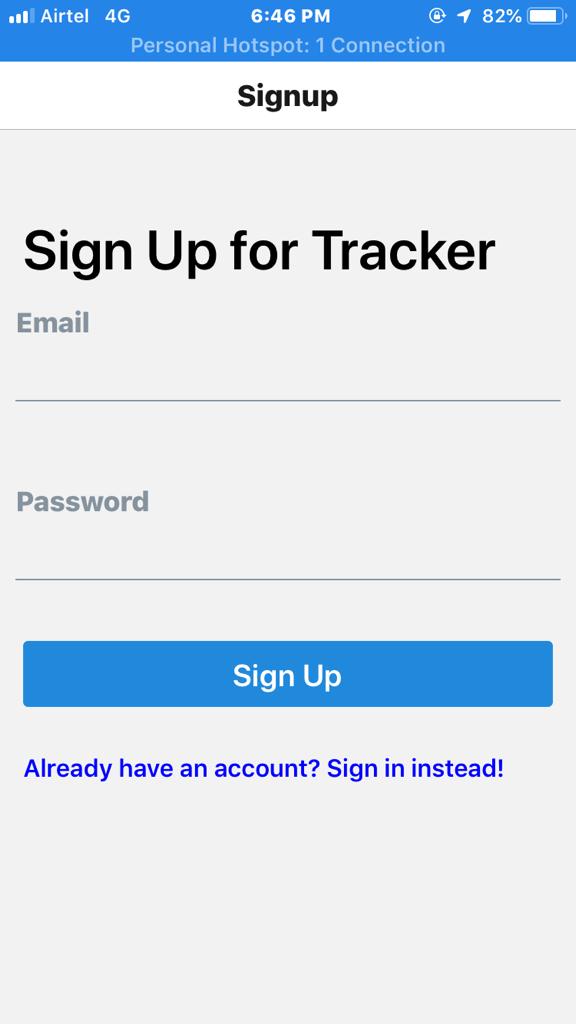 Airtel 4G 6:46 PM 82%
Personal Hotspot: 1 Connection
Signup
Sign Up for Tracker
Email
Password
Sign Up
Already have an account? Sign in instead!